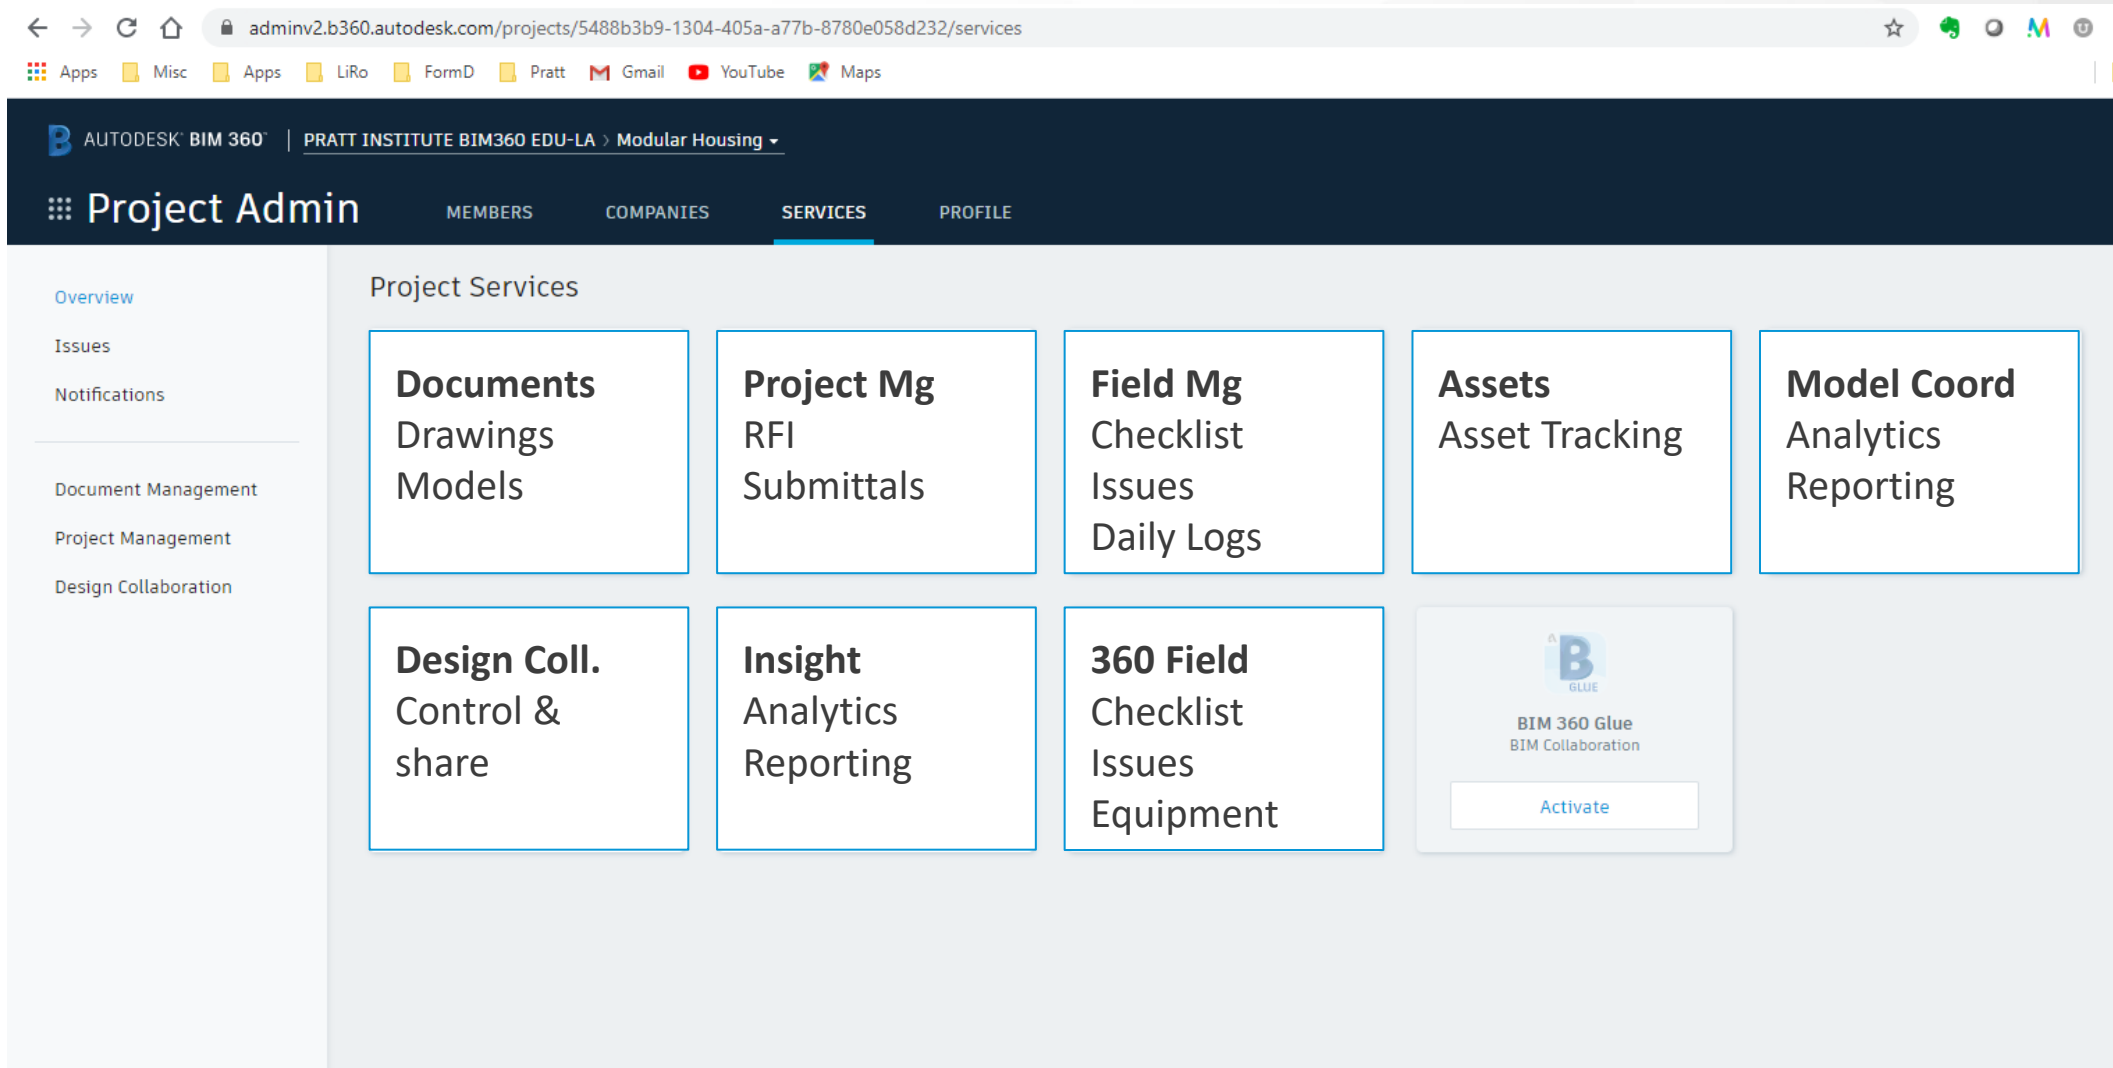 adminv2.b360.autodesk.com/projects/5488b3b9-1304-405a-a77b-8780e058d232/services
Apps Misc Apps LiRo FormD Pratt Gmail YouTube Maps
AUTODESK® BIM 360™ | PRATT INSTITUTE BIM360 EDU-LA > Modular Housing
Project Admin MEMBERS COMPANIES SERVICES PROFILE
Overview
Issues
Notifications
Document Management
Project Management
Design Collaboration
Project Services
Documents
Drawings
Models
Project Mg
RFI
Submittals
Field Mg
Checklist
Issues
Daily Logs
Assets
Asset Tracking
Model Coord
Analytics
Reporting
Design Coll.
Control &
share
Insight
Analytics
Reporting
360 Field
Checklist
Issues
Equipment
B
GLUE
BIM 360 Glue
BIM Collaboration
Activate